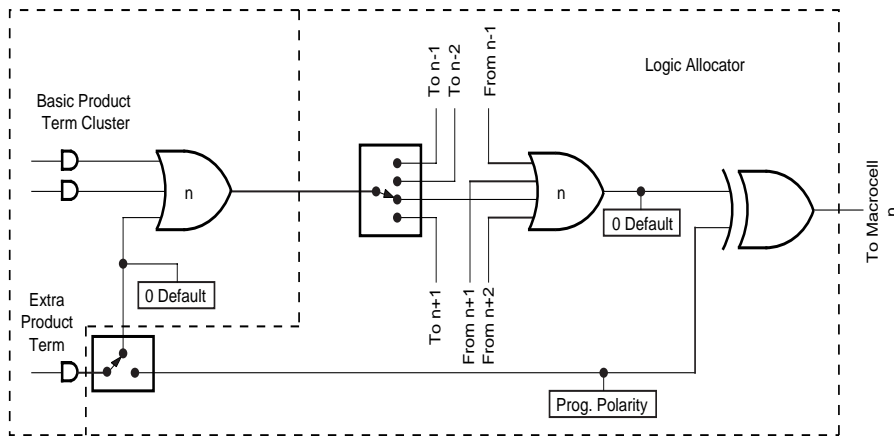 To n-1
To n-2
From n-1
Logic Allocator
Basic Product
Term Cluster
n
n
0 Default
To Macrocell
n
0 Default
Extra
Product
Term
To n+1
From n+1
From n+2
Prog. Polarity